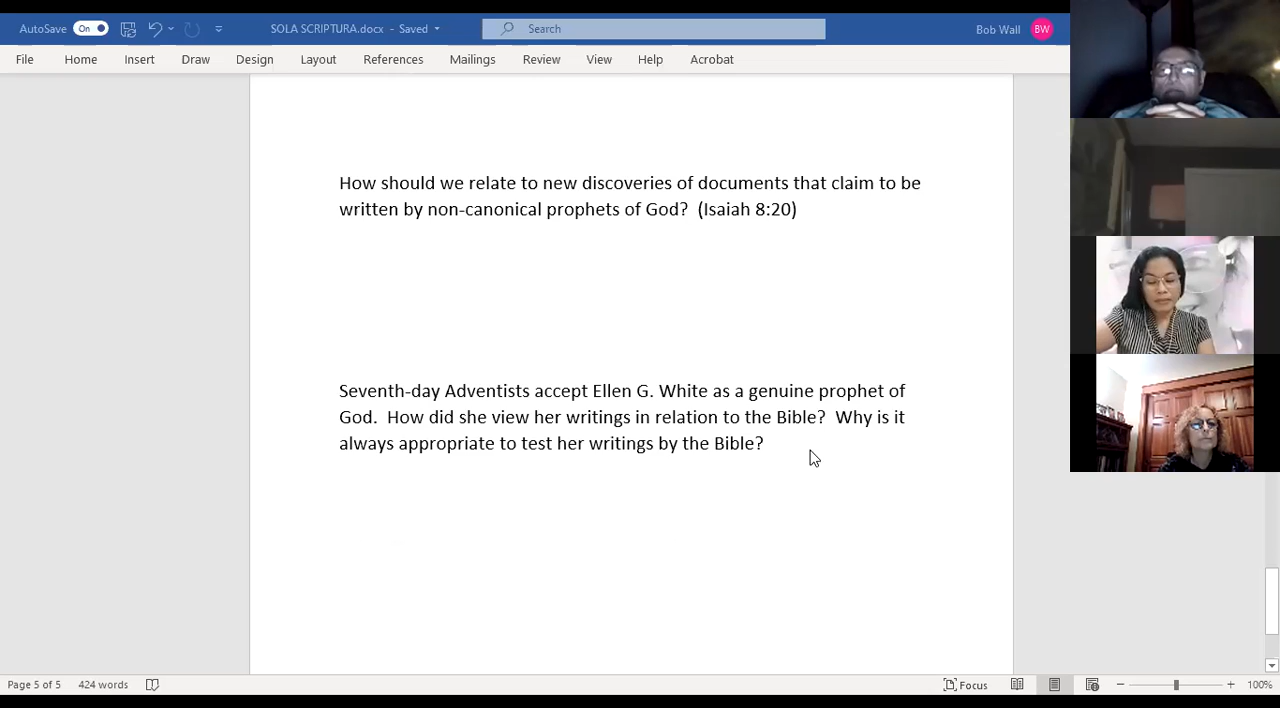 AutoSave On SOLA SCRIPTURA.docx - Saved Search Bob Wall BW
File Home Insert Draw Design Layout References Mailings Review View Help Acrobat
How should we relate to new discoveries of documents that claim to be
written by non-canonical prophets of God?  (Isaiah 8:20)
Seventh-day Adventists accept Ellen G. White as a genuine prophet of
God.  How did she view her writings in relation to the Bible?  Why is it
always appropriate to test her writings by the Bible?
Page 5 of 5 424 words Focus 100%